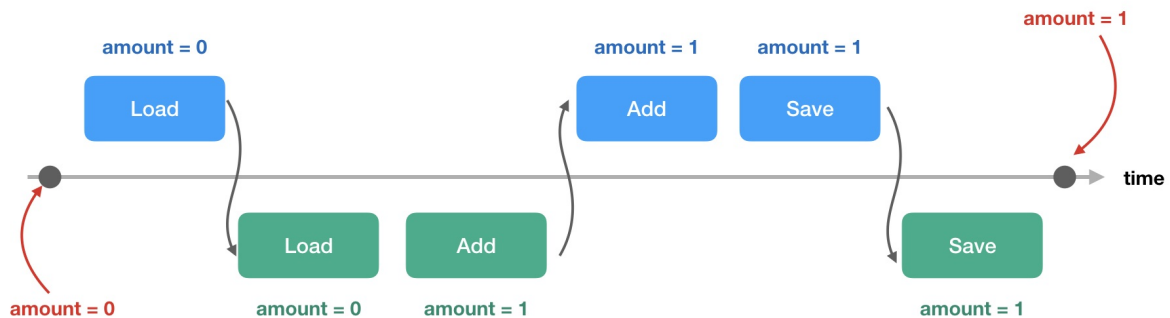 amount = 1
amount = 0
amount = 1
amount = 1
Load
Add
Save
time
Load
Add
Save
amount = 0
amount = 0
amount = 1
amount = 1